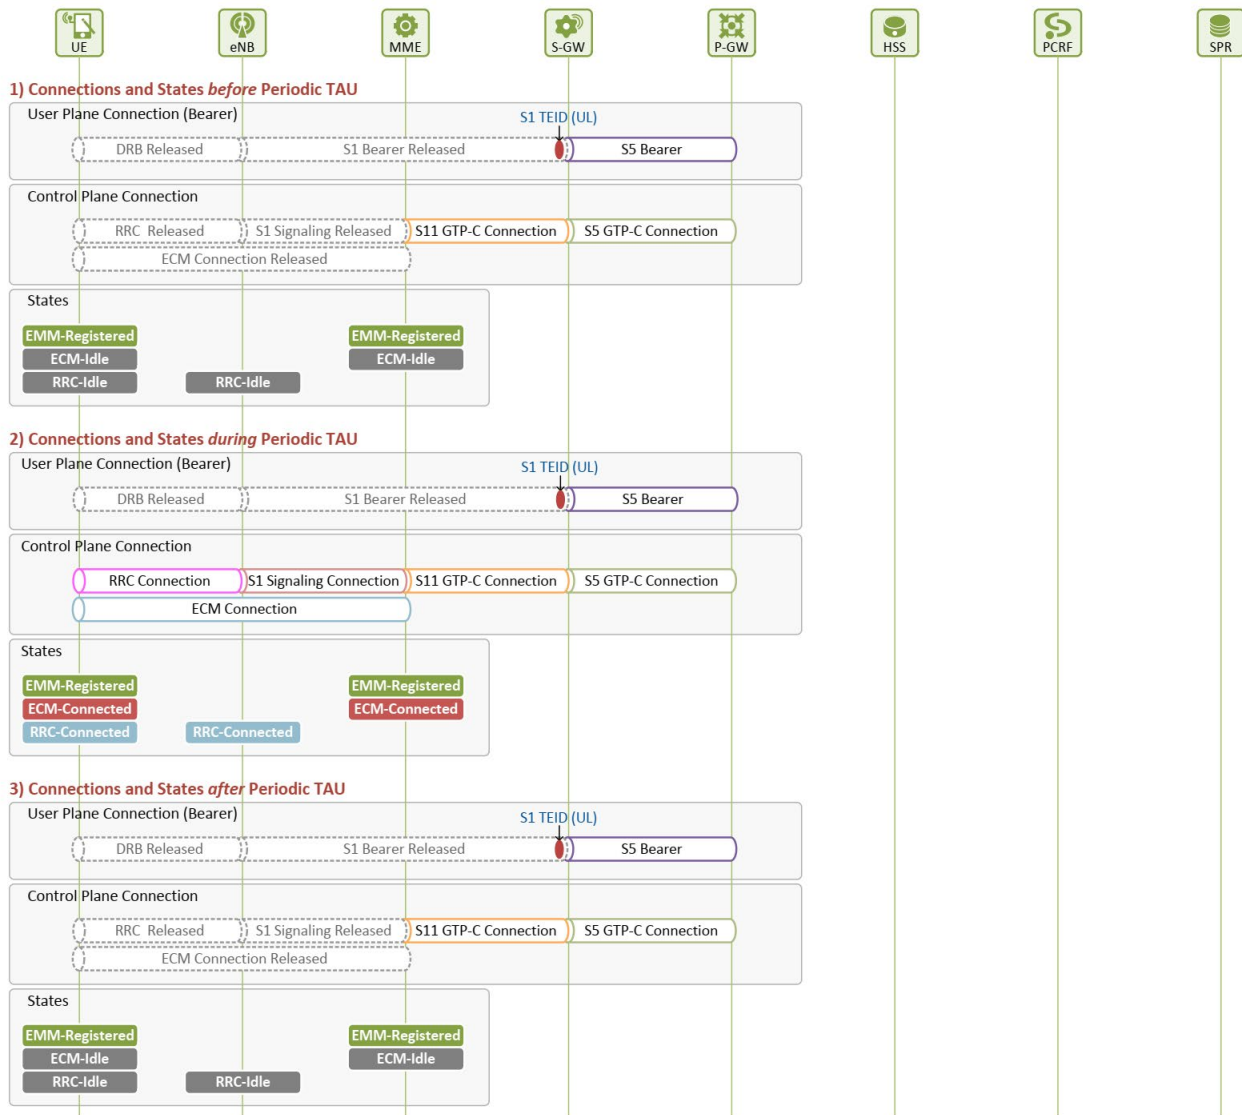 UE eNB MME S-GW P-GW HSS PCRF SPR
1) Connections and States before Periodic TAU
User Plane Connection (Bearer)
S1 TEID (UL)
DRB Released S1 Bearer Released S5 Bearer
Control Plane Connection
RRC Released S1 Signaling Released S11 GTP-C Connection S5 GTP-C Connection
ECM Connection Released
States
EMM-Registered EMM-Registered
ECM-Idle ECM-Idle
RRC-Idle RRC-Idle
2) Connections and States during Periodic TAU
User Plane Connection (Bearer)
S1 TEID (UL)
DRB Released S1 Bearer Released S5 Bearer
Control Plane Connection
RRC Connection S1 Signaling Connection S11 GTP-C Connection S5 GTP-C Connection
ECM Connection
States
EMM-Registered EMM-Registered
ECM-Connected ECM-Connected
RRC-Connected RRC-Connected
3) Connections and States after Periodic TAU
User Plane Connection (Bearer)
S1 TEID (UL)
DRB Released S1 Bearer Released S5 Bearer
Control Plane Connection
RRC Released S1 Signaling Released S11 GTP-C Connection S5 GTP-C Connection
ECM Connection Released
States
EMM-Registered EMM-Registered
ECM-Idle ECM-Idle
RRC-Idle RRC-Idle